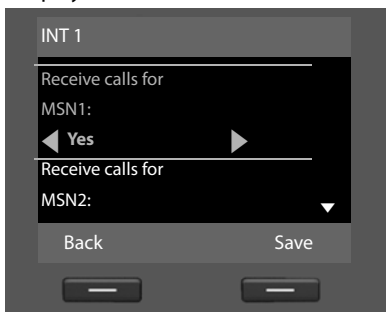 INT 1
Receive calls for
MSN1:
Yes
Receive calls for
MSN2:
Back Save